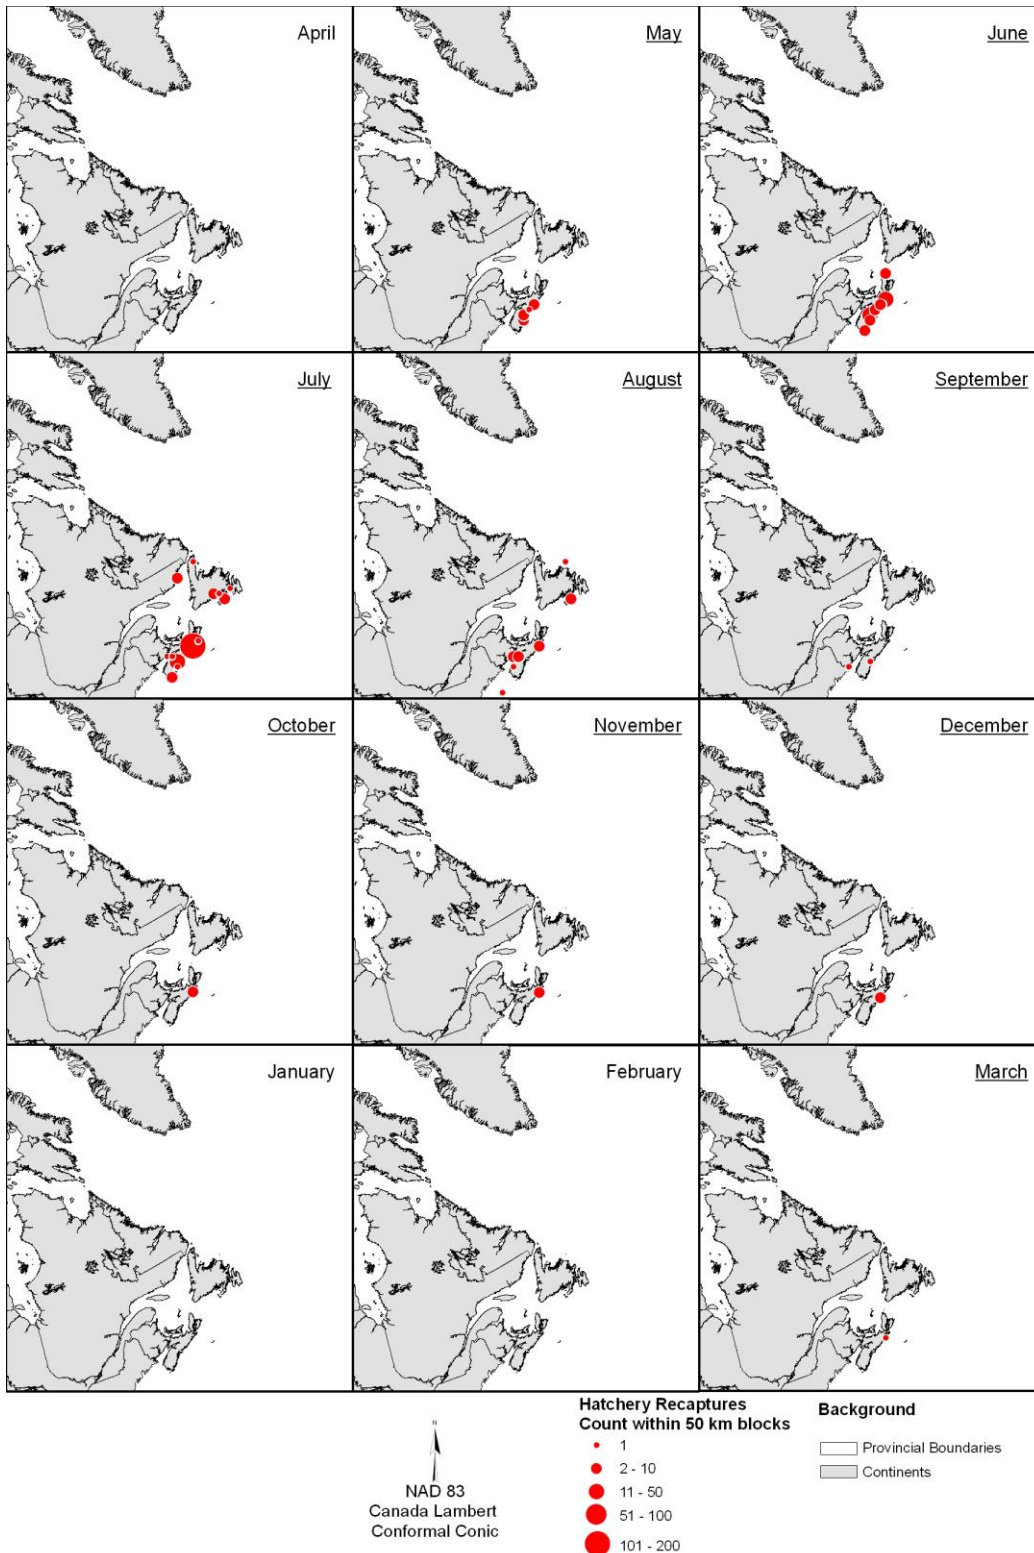 April
May
June
July
August
September
October
November
December
January
February
March
N
NAD 83
Canada Lambert
Conformal Conic
Hatchery Recaptures
Count within 50 km blocks
1
2 - 10
11 - 50
51 - 100
101 - 200
Background
Provincial Boundaries
Continents